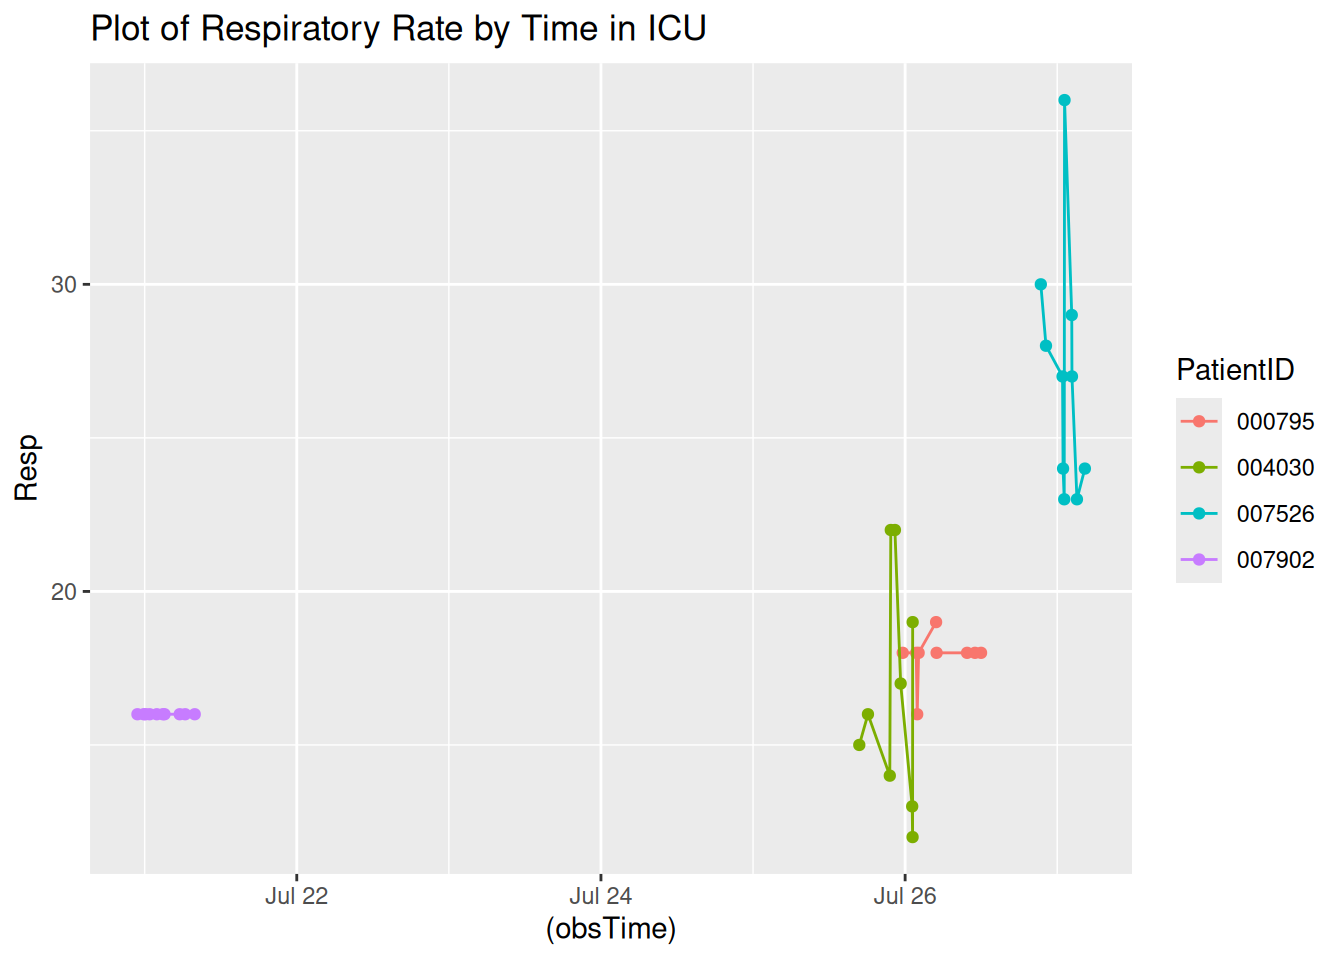 Plot of Respiratory Rate by Time in ICU
30
20
Resp
Jul 22
Jul 24
Jul 26
(obsTime)
PatientID
000795
004030
007526
007902